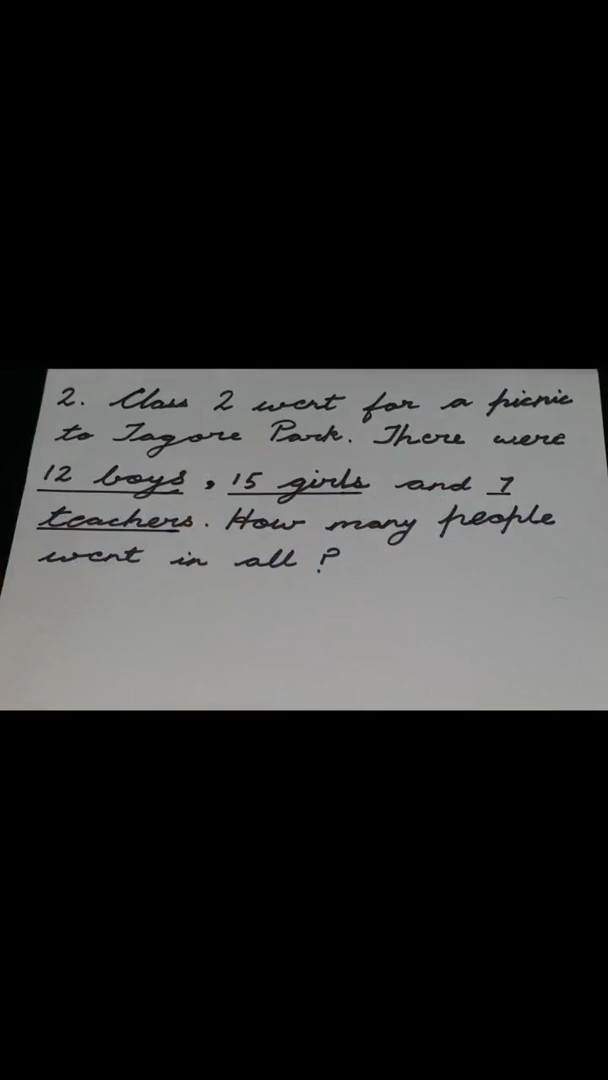 2. Class 2 went for a picnic
to Tagore Park. There were
12 boys, 15 girls and 7
teachers. How many people
went in all ?